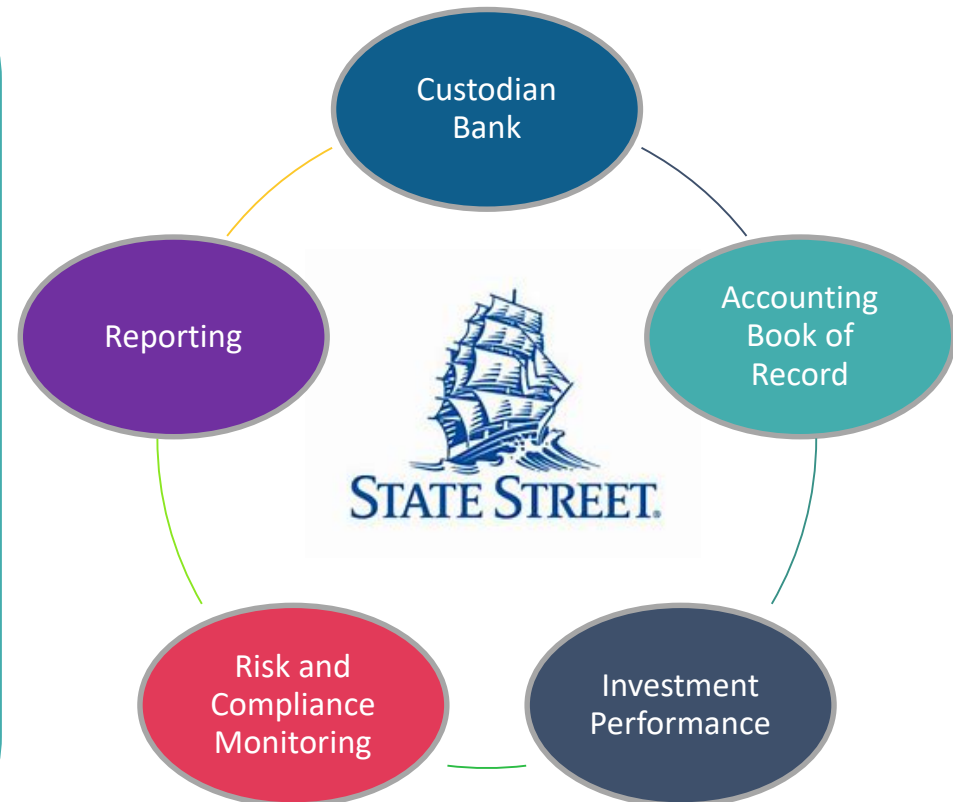 Custodian
Bank
Accounting
Book of
Record
Reporting
STATE STREET®
Risk and
Compliance
Monitoring
Investment
Performance